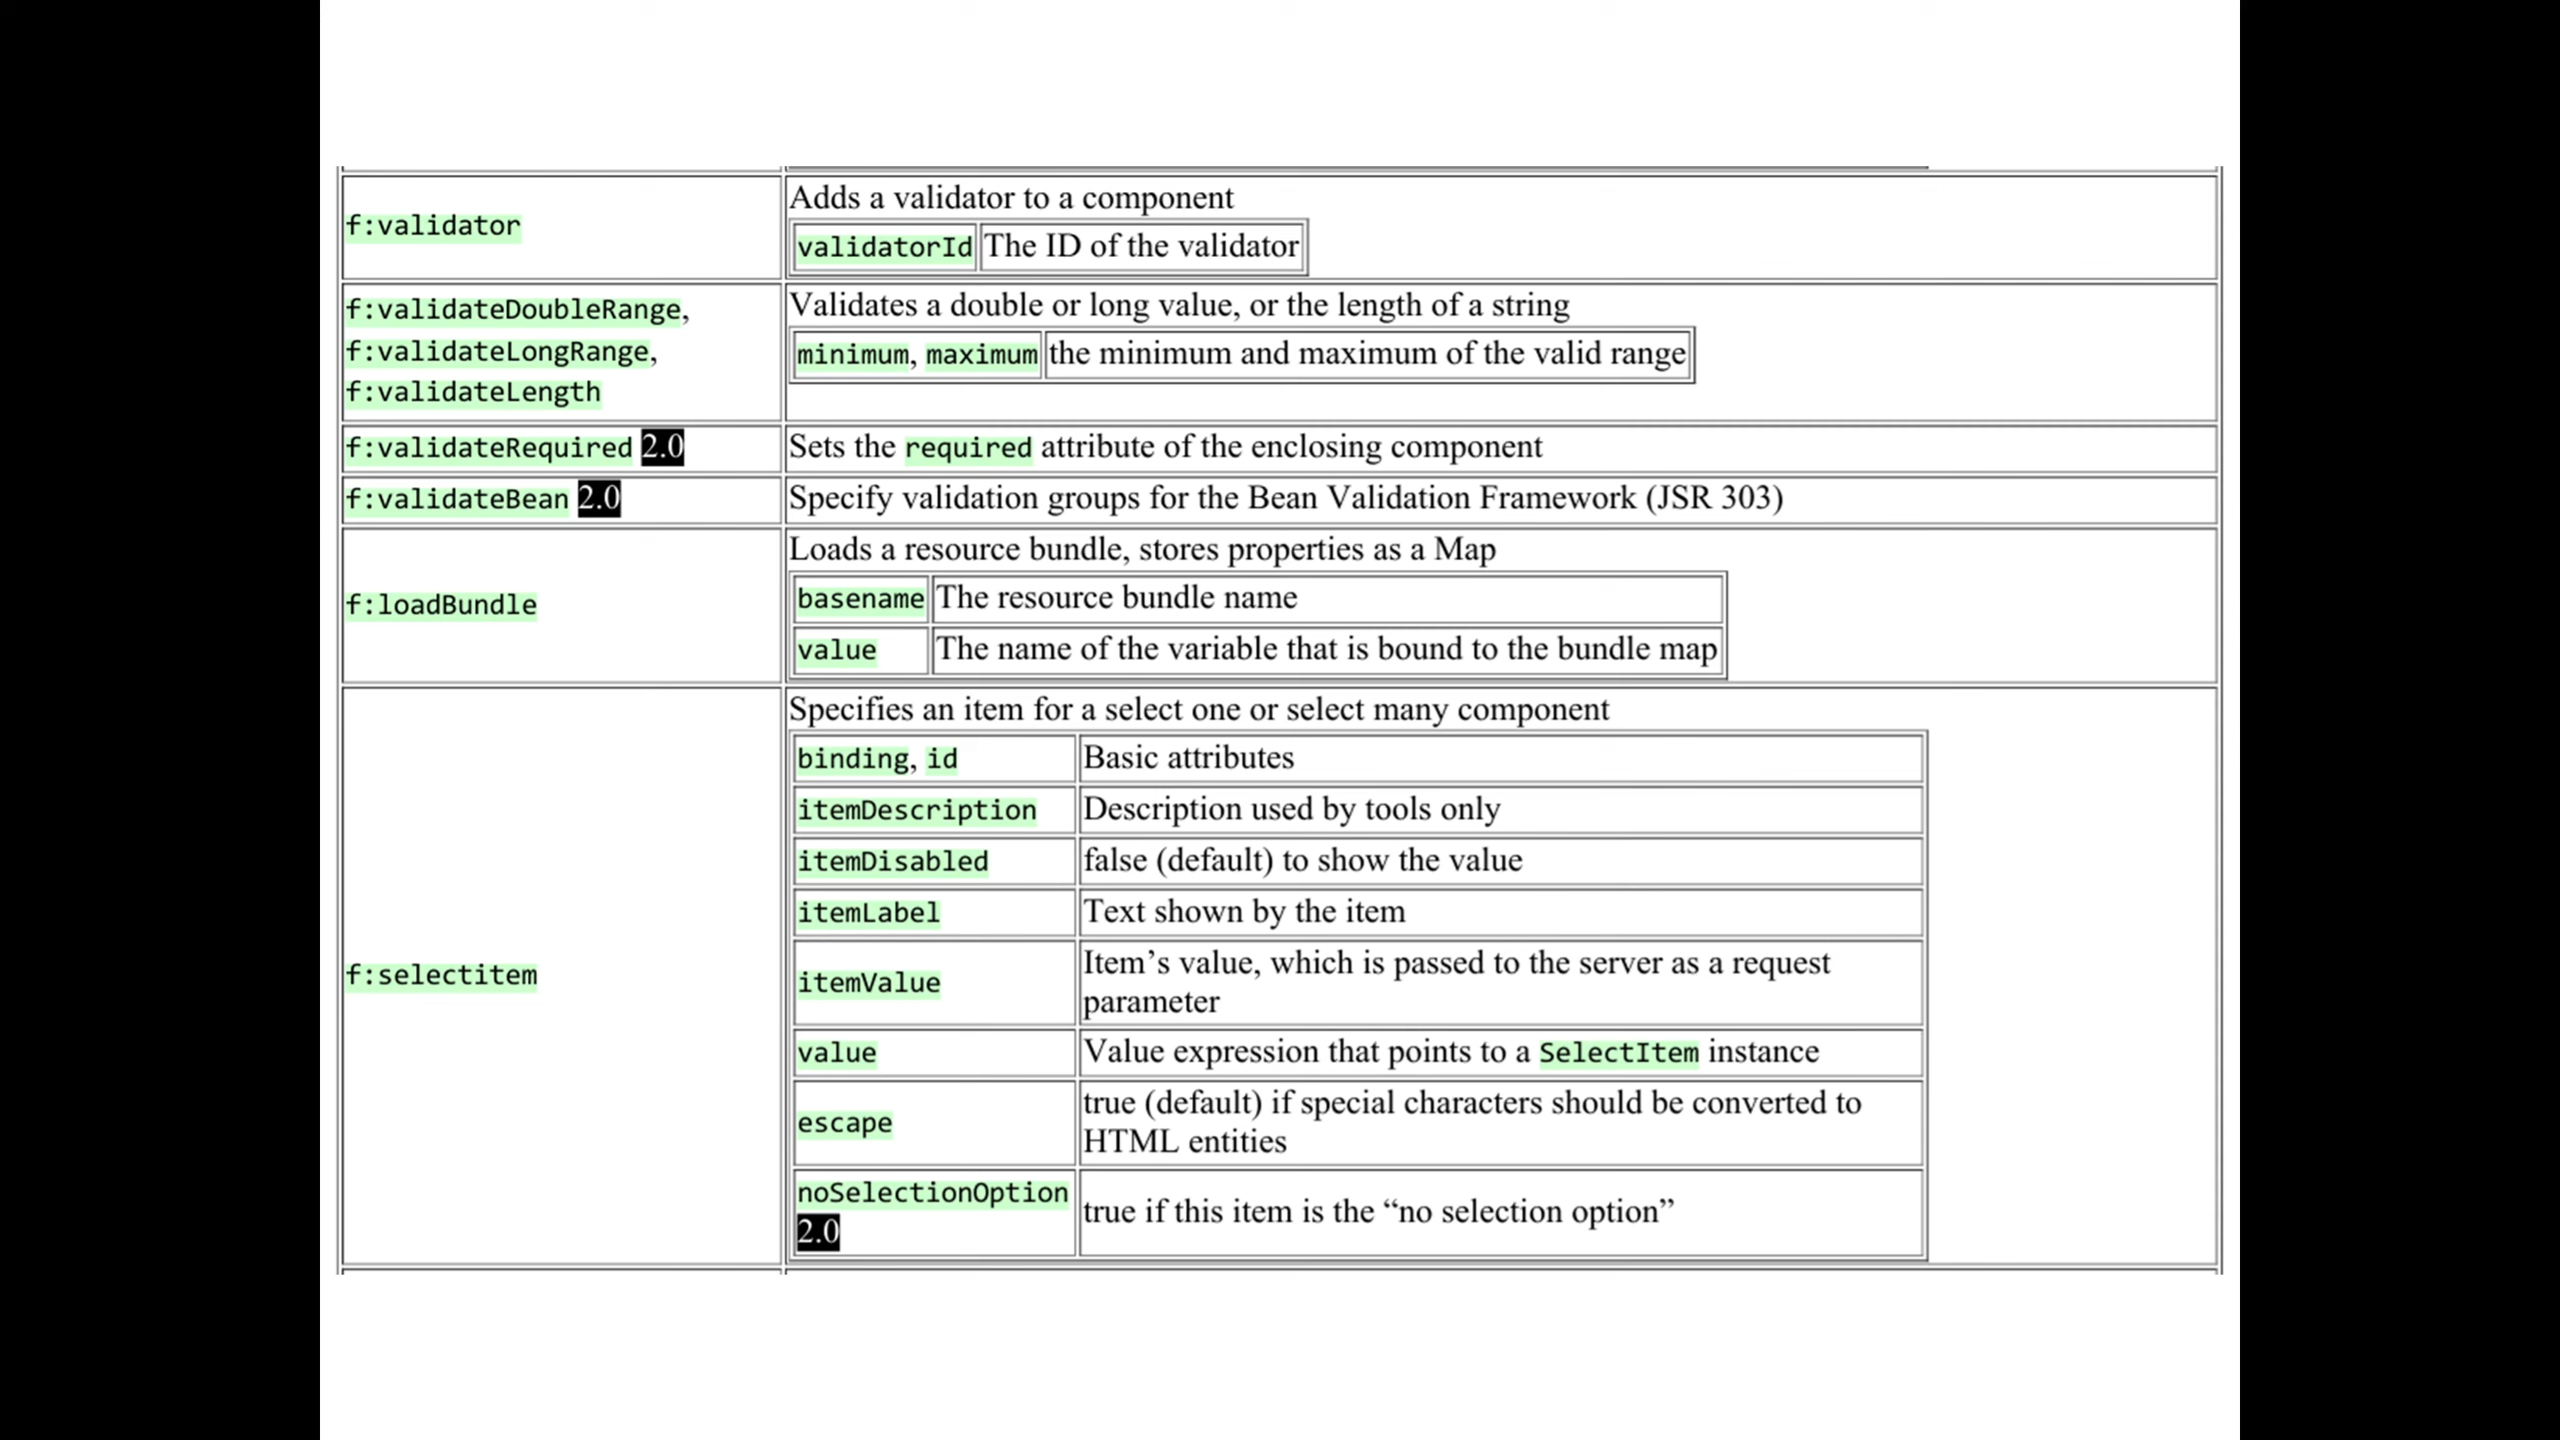 f:validator
Adds a validator to a component
validatorId The ID of the validator
f:validateDoubleRange,
f:validateLongRange,
f:validateLength
Validates a double or long value, or the length of a string
minimum, maximum the minimum and maximum of the valid range
f:validateRequired 2.0
Sets the required attribute of the enclosing component
f:validateBean 2.0
Specify validation groups for the Bean Validation Framework (JSR 303)
f:loadBundle
Loads a resource bundle, stores properties as a Map
basename The resource bundle name
value The name of the variable that is bound to the bundle map
f:selectitem
Specifies an item for a select one or select many component
binding, id Basic attributes
itemDescription Description used by tools only
itemDisabled false (default) to show the value
itemLabel Text shown by the item
itemValue Item’s value, which is passed to the server as a request
parameter
value Value expression that points to a SelectItem instance
escape true (default) if special characters should be converted to
HTML entities
noSelectionOption
2.0
true if this item is the “no selection option”